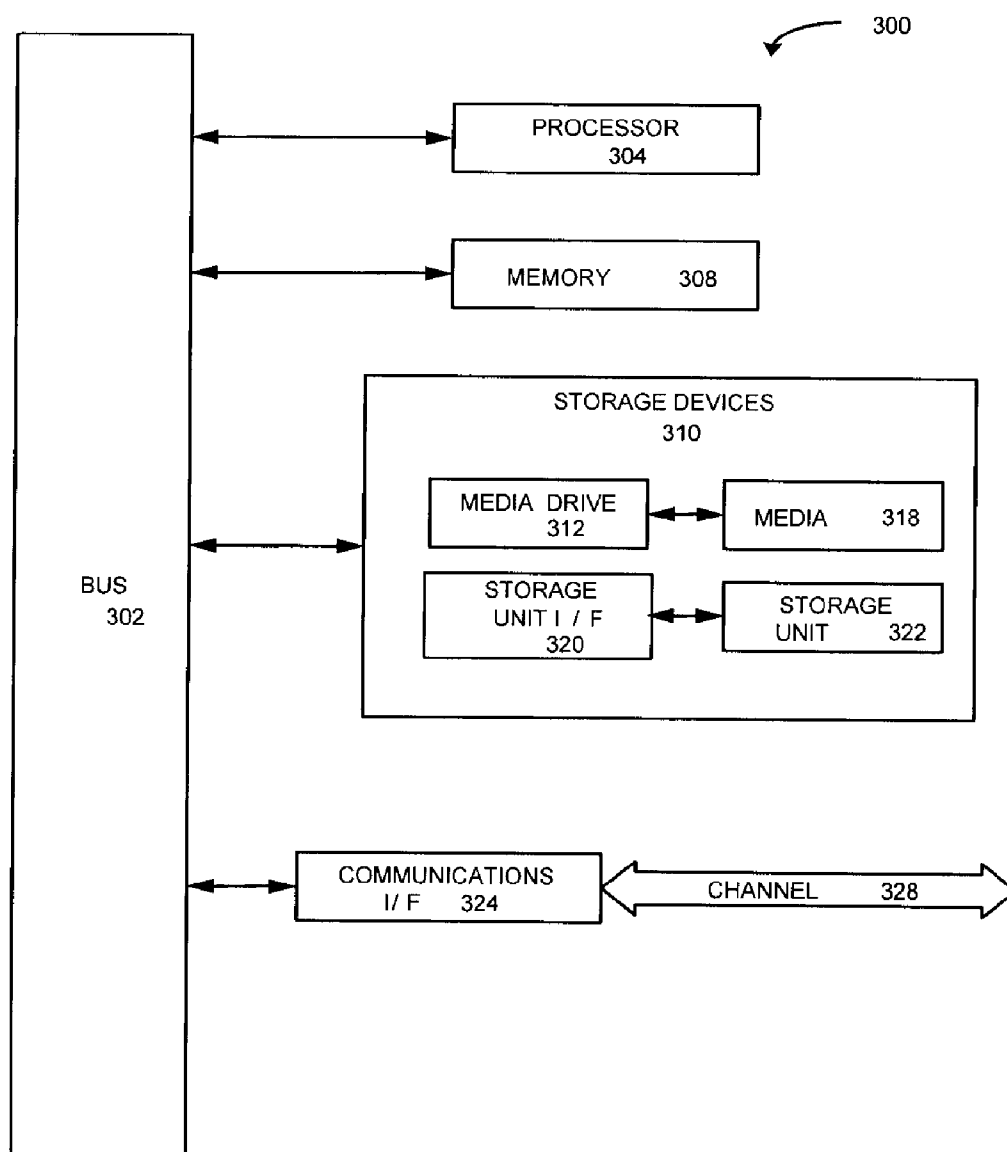 300
PROCESSOR
304
MEMORY 308
STORAGE DEVICES
310
MEDIA DRIVE
312
MEDIA 318
BUS
302
STORAGE
UNIT I / F
320
STORAGE
UNIT 322
COMMUNICATIONS
I/ F 324
CHANNEL 328